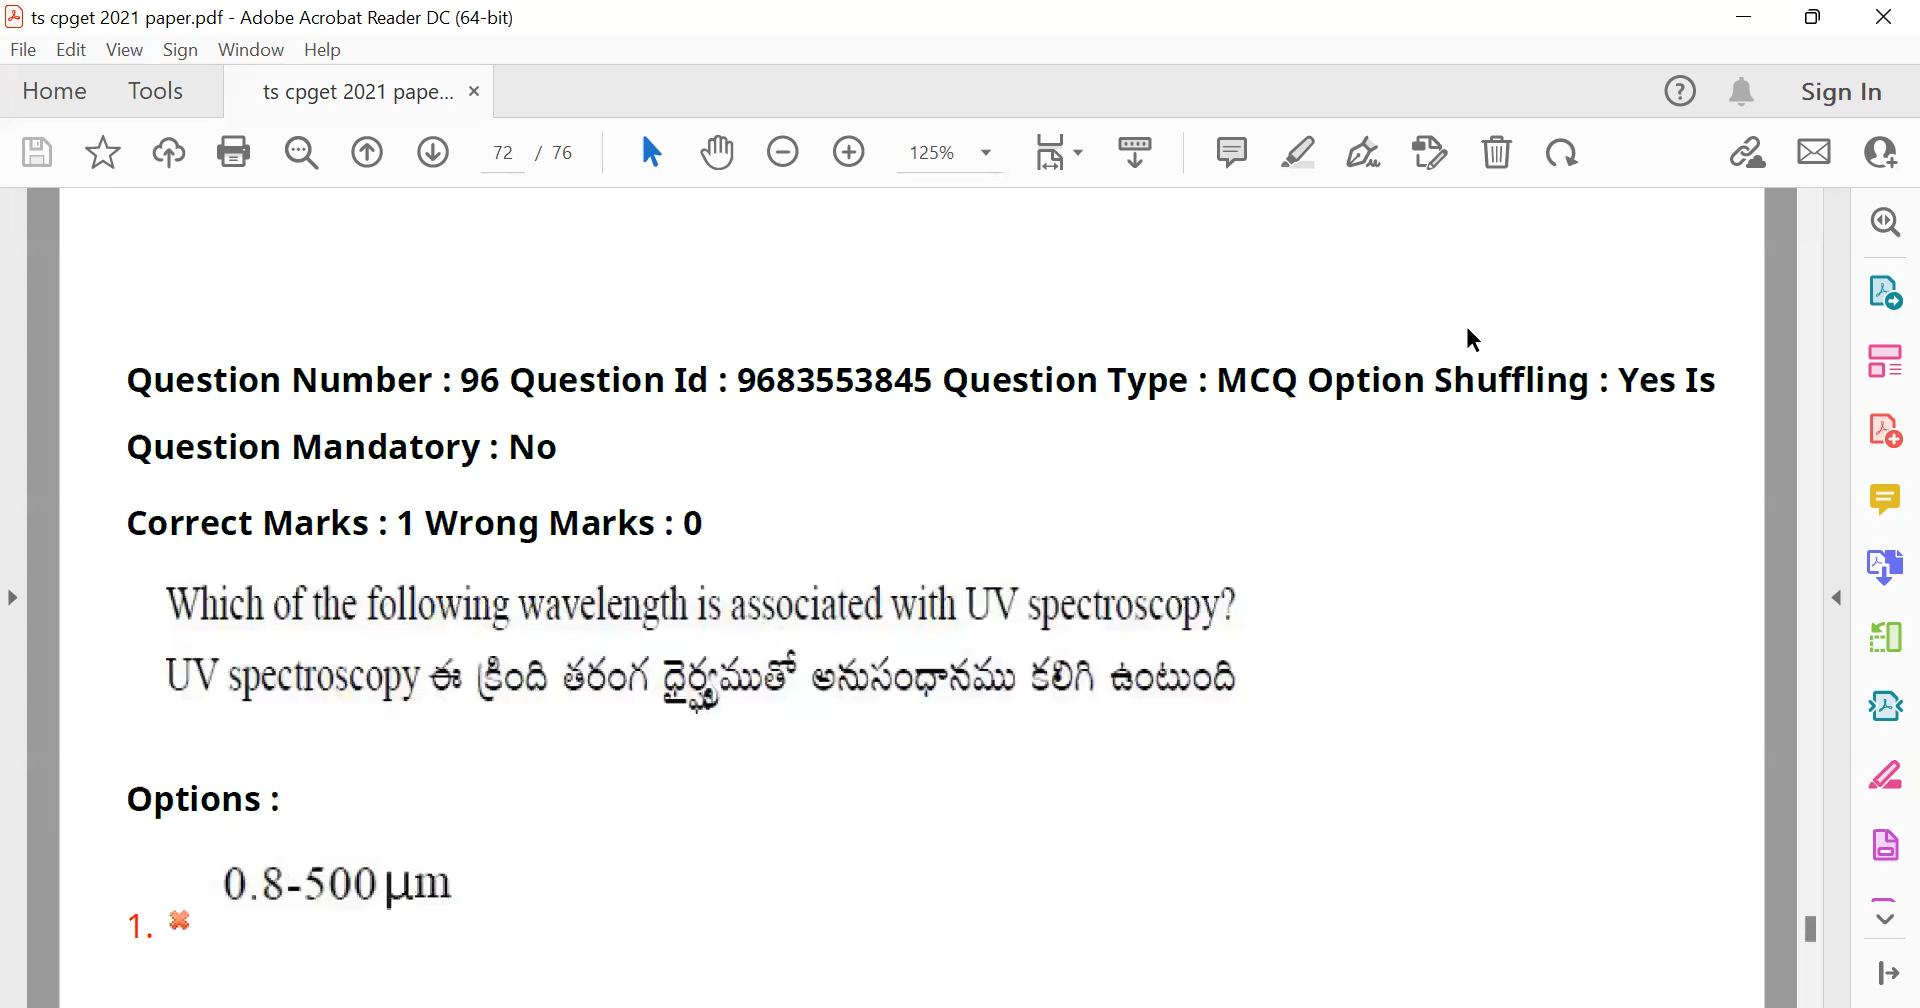 ts cpget 2021 paper.pdf - Adobe Acrobat Reader DC (64-bit)
File Edit View Sign Window Help
Home Tools ts cpget 2021 pape... × Sign In
72 / 76 125%
Question Number : 96 Question Id : 9683553845 Question Type : MCQ Option Shuffling : Yes Is
Question Mandatory : No
Correct Marks : 1 Wrong Marks : 0
Which of the following wavelength is associated with UV spectroscopy?
UV spectroscopy ఈ క్రింది తరంగ ధైర్ఘ్యముతో అనుసంధానము కలిగి ఉంటుంది
Options :
0.8-500 μm
1.